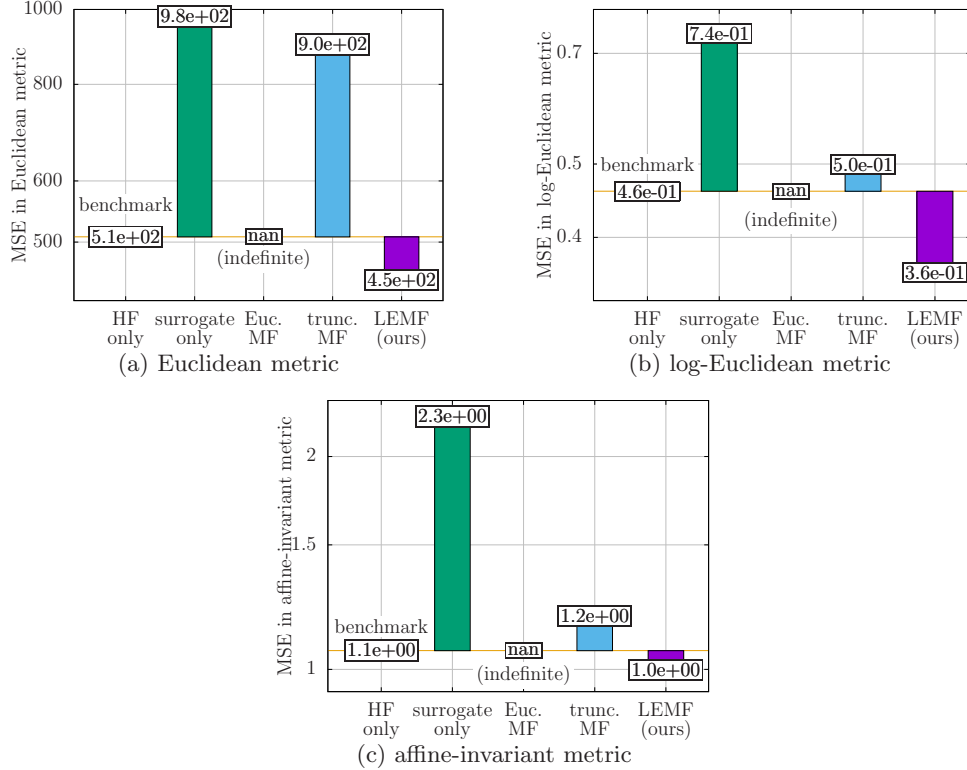 MSE in Euclidean metric
1000
800
600
500
9.8e+02
9.0e+02
benchmark
5.1e+02
nan
(indefinite)
4.5e+02
HF only
surrogate only
Euc. MF
trunc. MF
LEMF (ours)
(a) Euclidean metric
MSE in log-Euclidean metric
0.7
0.5
0.4
7.4e-01
benchmark
5.0e-01
4.6e-01
nan
(indefinite)
3.6e-01
HF only
surrogate only
Euc. MF
trunc. MF
LEMF (ours)
(b) log-Euclidean metric
MSE in affine-invariant metric
2
1.5
1
2.3e+00
1.2e+00
benchmark
1.1e+00
nan
(indefinite)
1.0e+00
HF only
surrogate only
Euc. MF
trunc. MF
LEMF (ours)
(c) affine-invariant metric